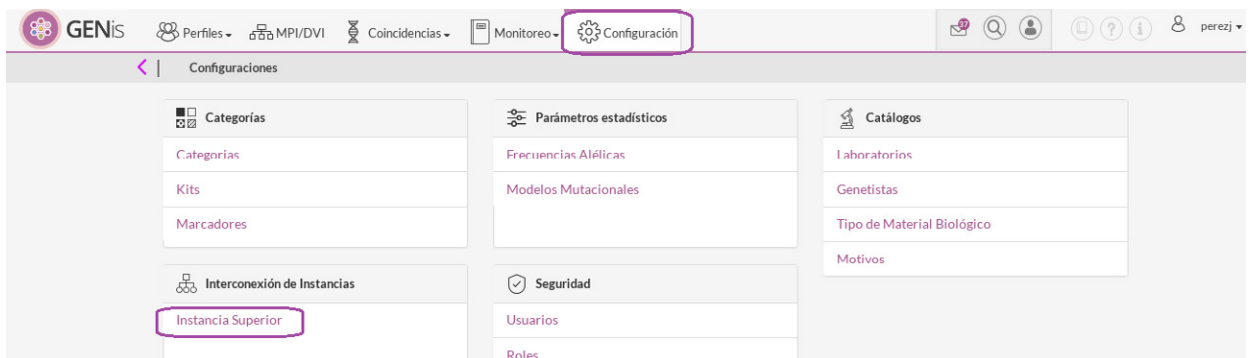 GENis Perfiles MPI/DVI Coincidencias Monitoreo Configuración 37 ? i perezj
Configuraciones
Categorías
Categorias
Kits
Marcadores
Parámetros estadísticos
Frecuencias Alélicas
Modelos Mutacionales
Catálogos
Laboratorios
Genetistas
Tipo de Material Biológico
Motivos
Interconexión de Instancias
Instancia Superior
Seguridad
Usuarios
Roles